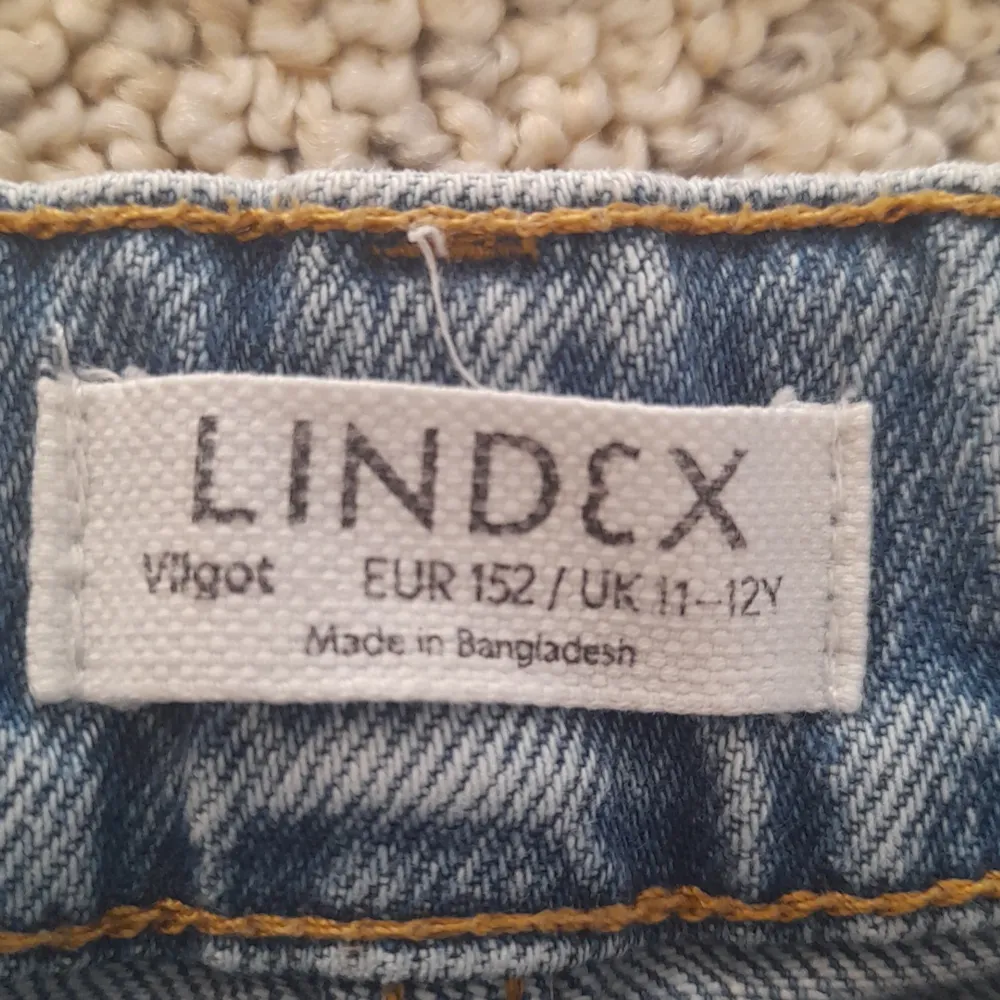 LINDEX
Vilgot EUR 152 / UK 11–12Y
Made in Bangladesh